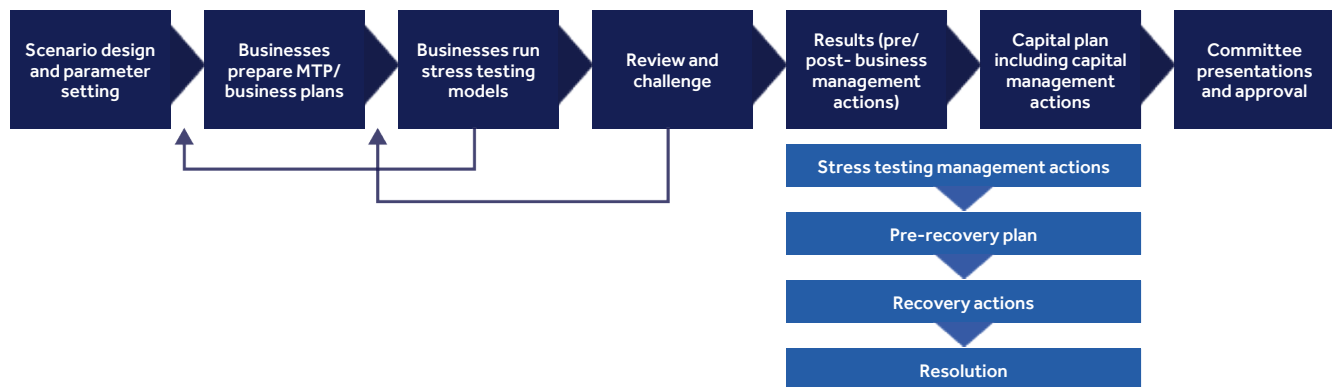 Scenario design
and parameter
setting
Businesses
prepare MTP/
business plans
Businesses run
stress testing
models
Review and
challenge
Results (pre/
post- business
management
actions)
Capital plan
including capital
management
actions
Committee
presentations
and approval
Stress testing management actions
Pre-recovery plan
Recovery actions
Resolution